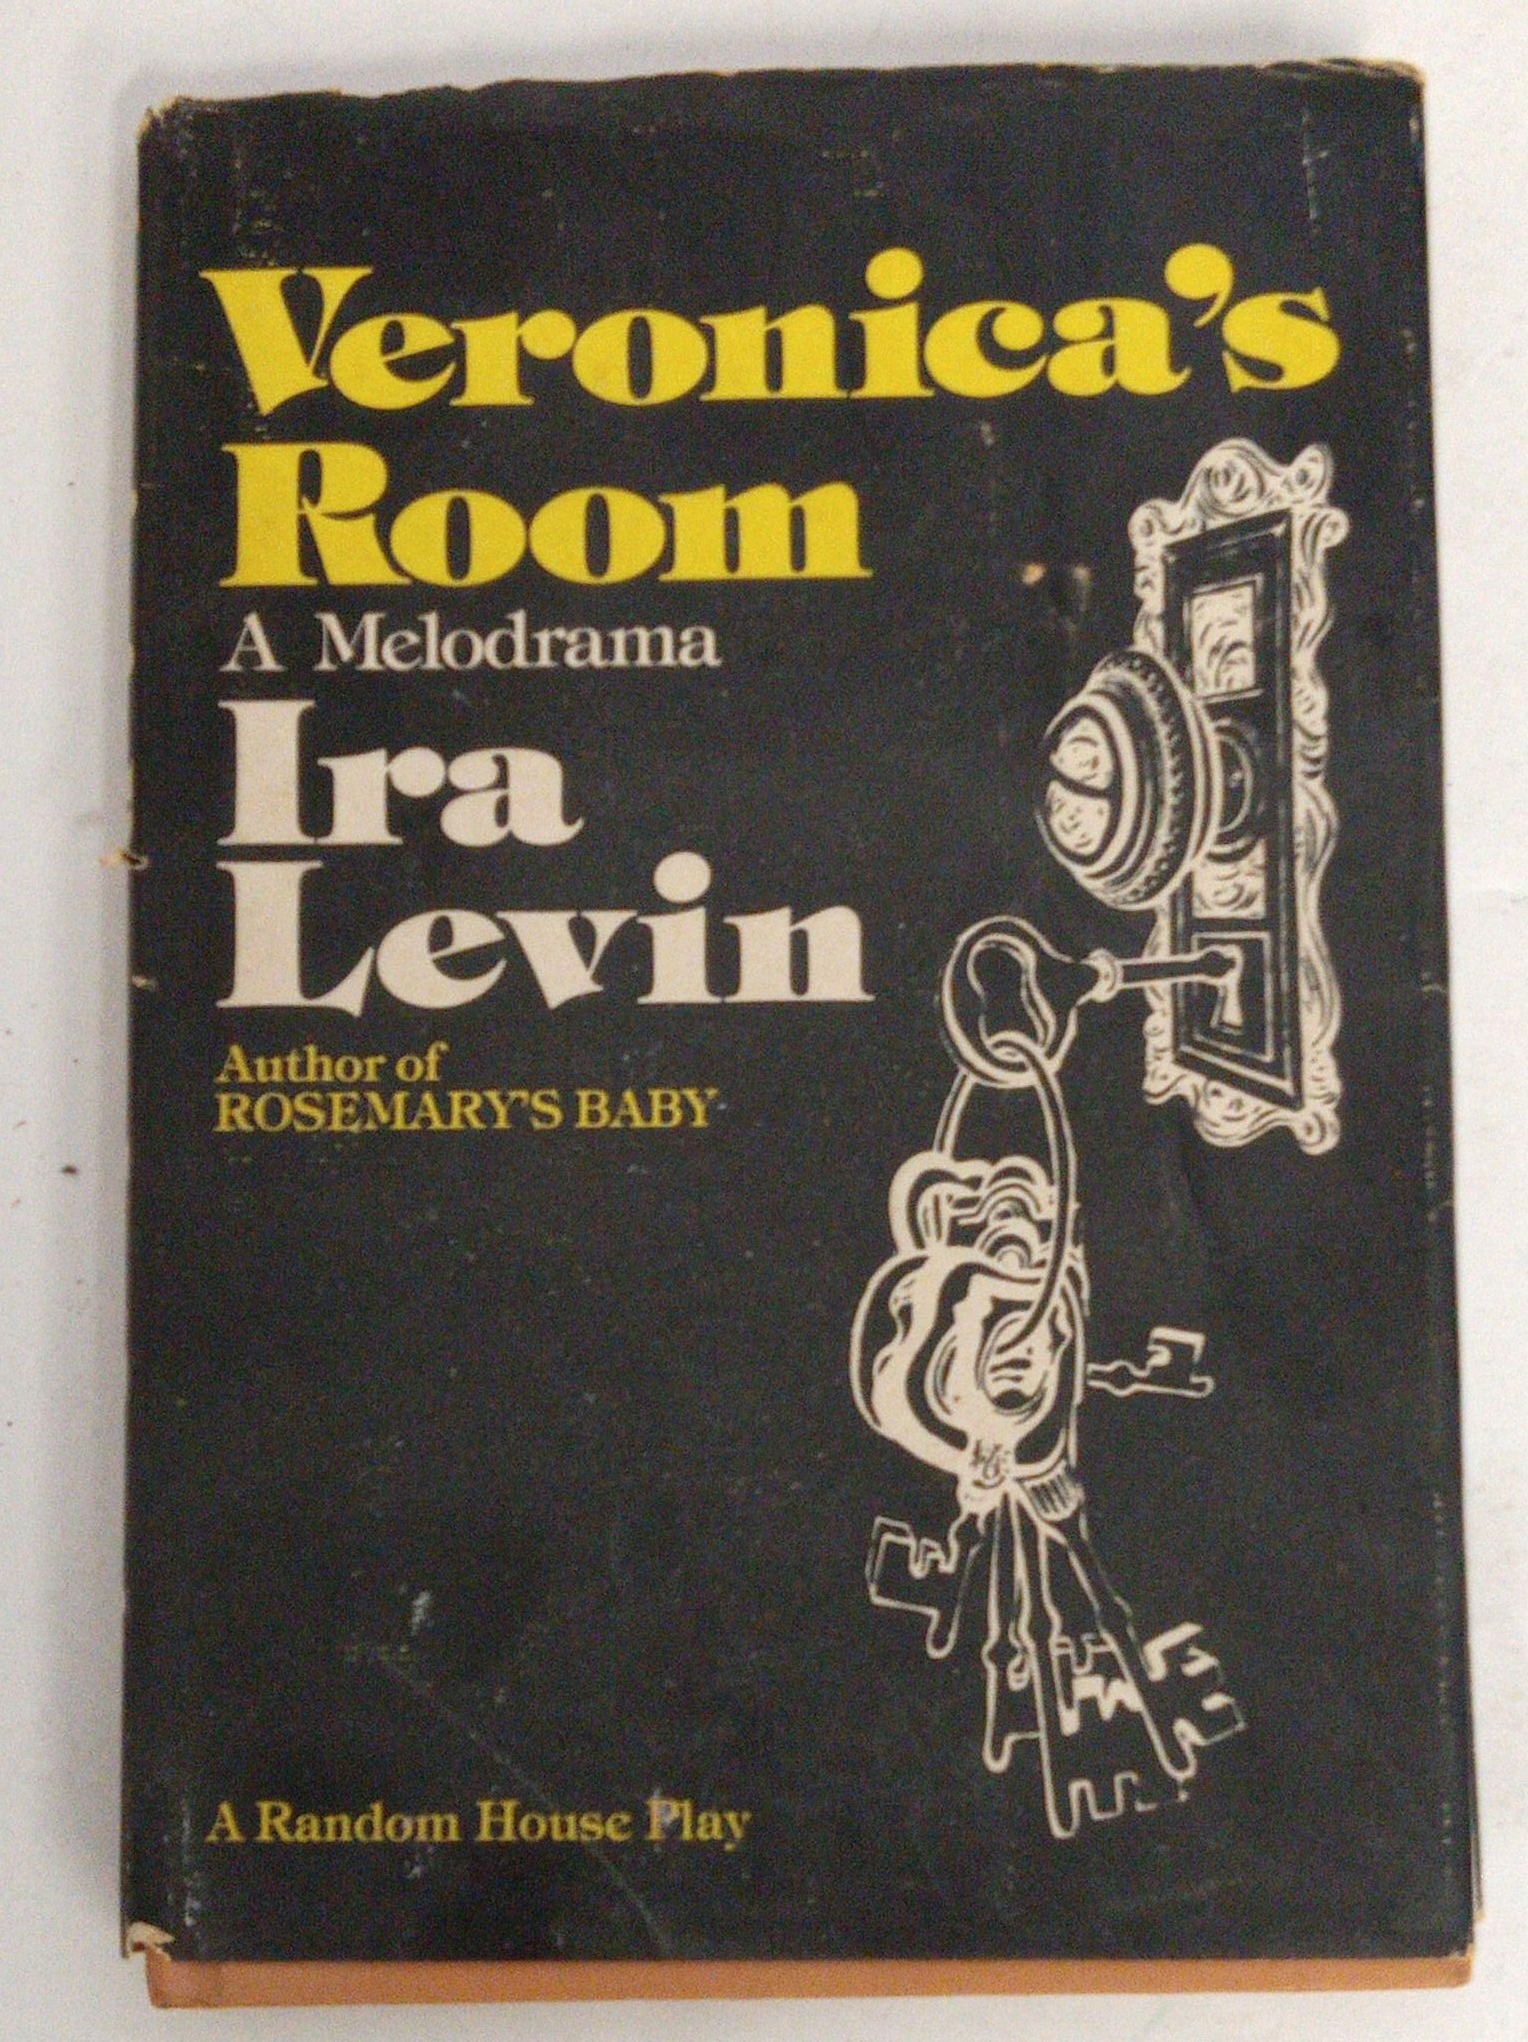 Veronica's
Room
A Melodrama
Ira
Levin
Author of
ROSEMARY'S BABY
A Random House Play